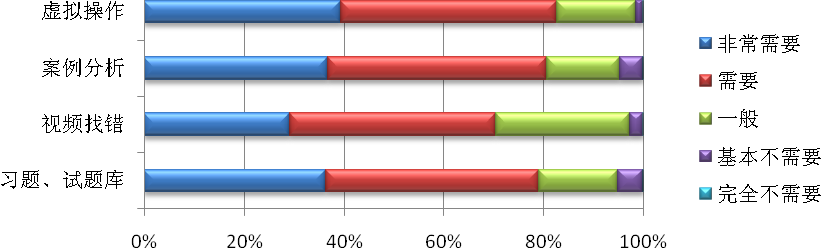 虚拟操作
案例分析
视频找错
习题、试题库
0%
20%
40%
60%
80%
100%
非常需要
需要
一般
基本不需要
完全不需要